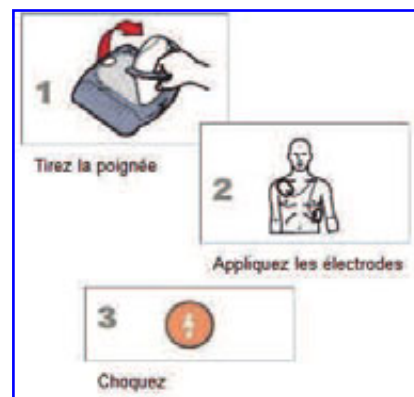 1
Tirez la poignée
2
Appliquez les électrodes
3
Choquez